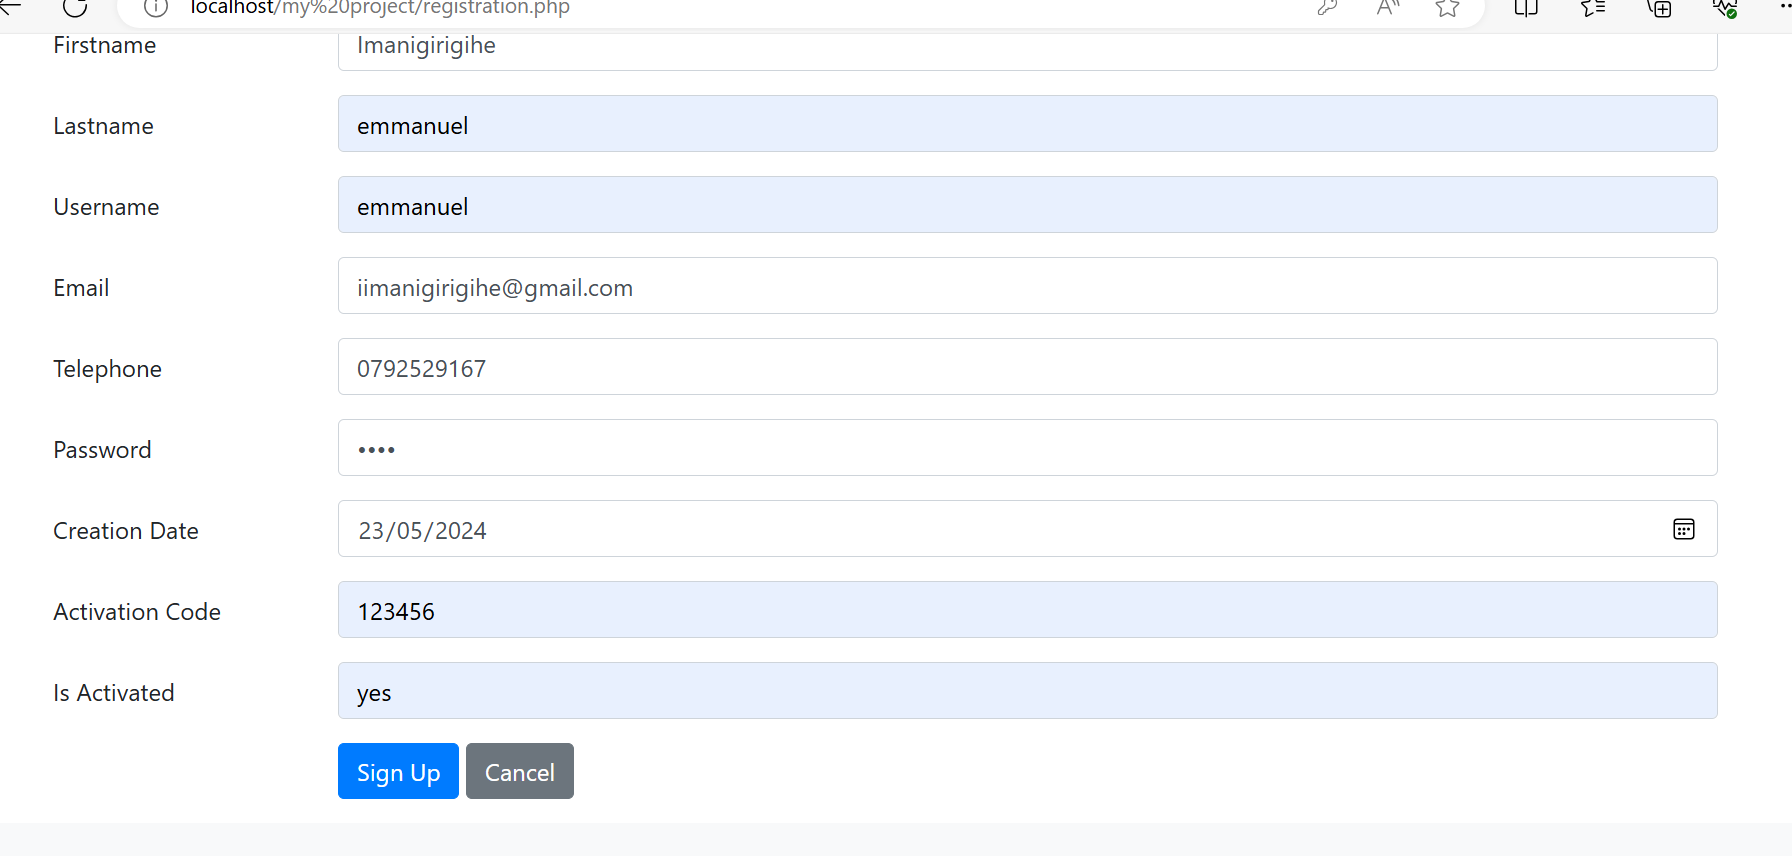 localhost/my%20project/registration.php
Firstname Imanigirigihe
Lastname emmanuel
Username emmanuel
Email iimanigirigihe@gmail.com
Telephone 0792529167
Password ••••
Creation Date 23/05/2024
Activation Code 123456
Is Activated yes
Sign Up Cancel